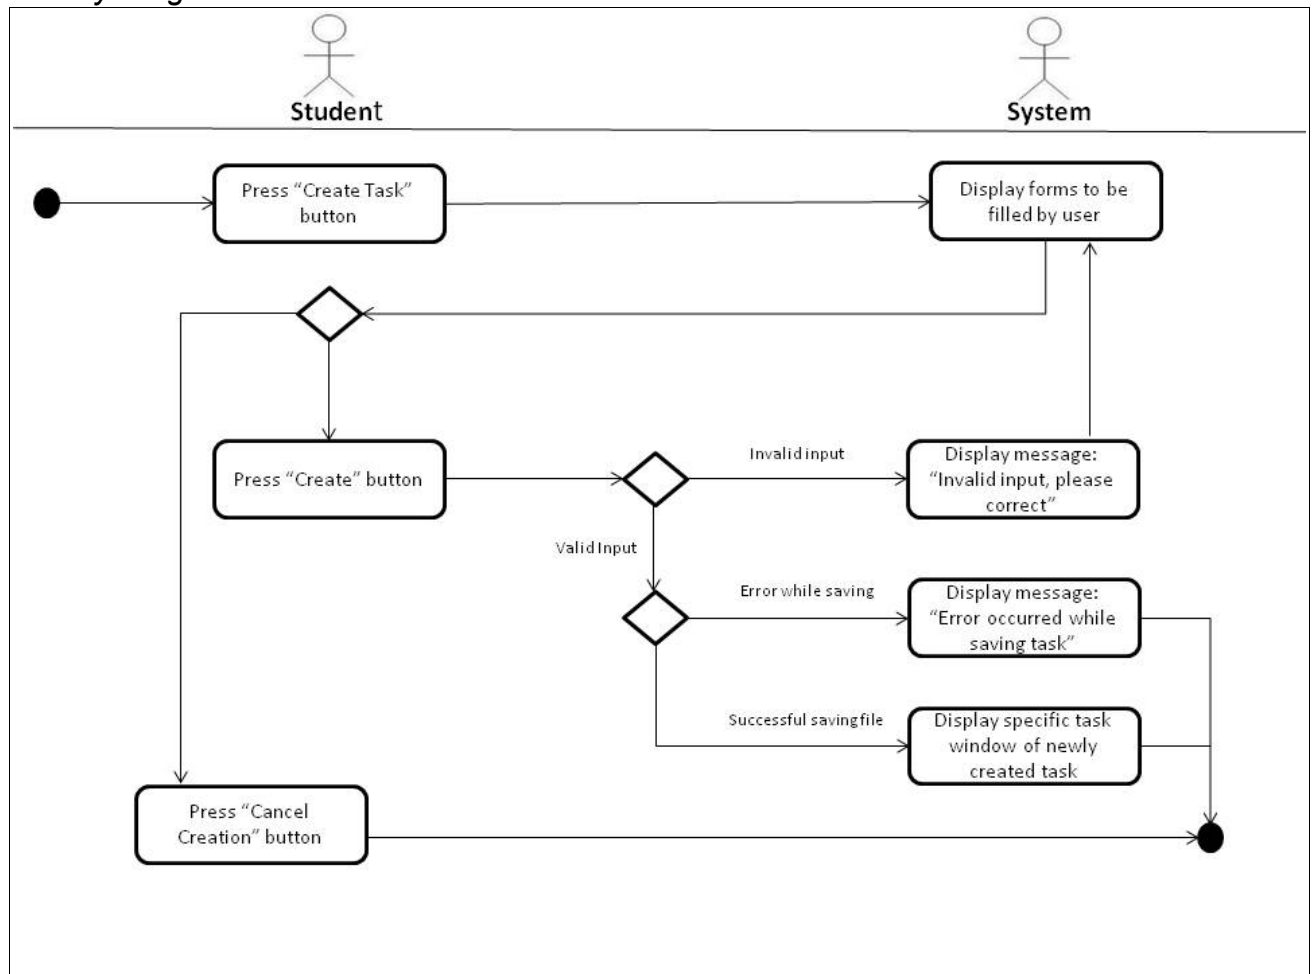 Student
System
Press “Create Task”
button
Display forms to be
filled by user
Press “Create” button
Invalid input
Display message:
“Invalid input, please
correct”
Valid Input
Error while saving
Display message:
“Error occurred while
saving task”
Successful saving file
Display specific task
window of newly
created task
Press “Cancel
Creation” button